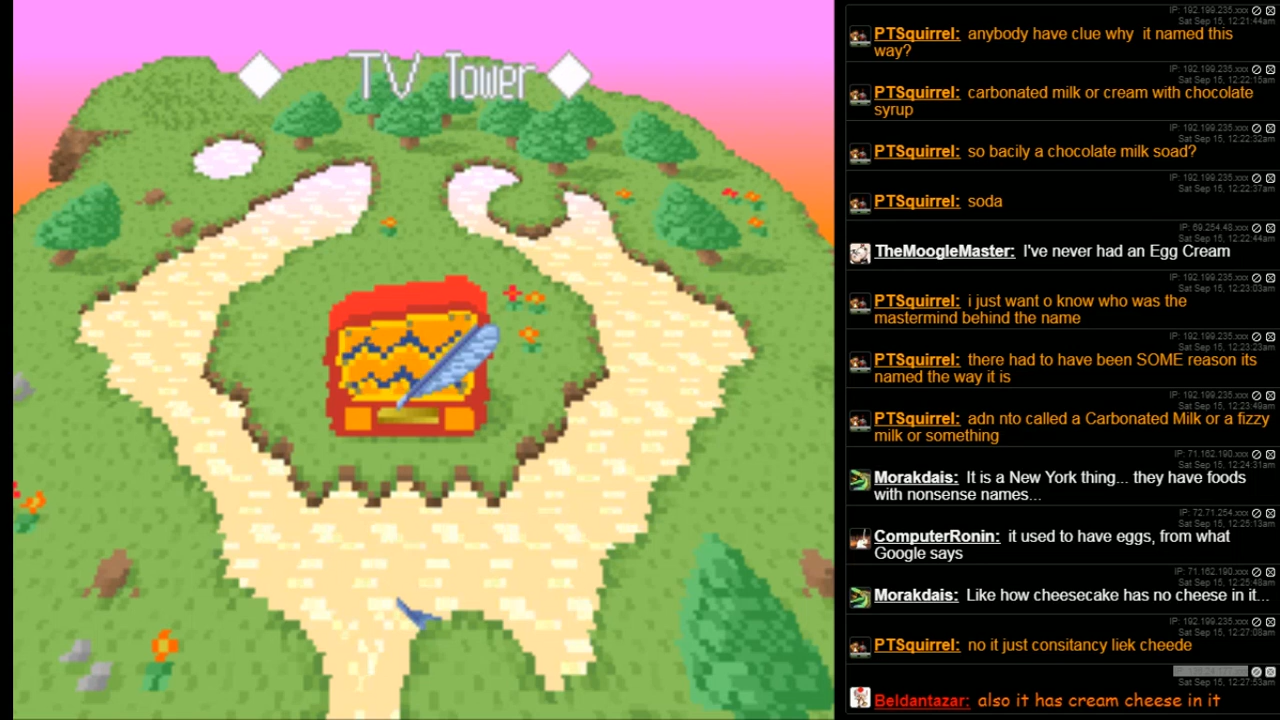 TV Tower
IP: 192.199.235.xxx
Sat Sep 15, 12:21:44am
PTSquirrel: anybody have clue why it named this
way?
IP: 192.199.235.xxx
Sat Sep 15, 12:22:15am
PTSquirrel: carbonated milk or cream with chocolate
syrup
IP: 192.199.235.xxx
Sat Sep 15, 12:22:32am
PTSquirrel: so bacily a chocolate milk soad?
IP: 192.199.235.xxx
Sat Sep 15, 12:22:37am
PTSquirrel: soda
IP: 69.254.48.xxx
Sat Sep 15, 12:22:44am
TheMoogleMaster: I've never had an Egg Cream
IP: 192.199.235.xxx
Sat Sep 15, 12:23:03am
PTSquirrel: i just want o know who was the
mastermind behind the name
IP: 192.199.235.xxx
Sat Sep 15, 12:23:23am
PTSquirrel: there had to have been SOME reason its
named the way it is
IP: 192.199.235.xxx
Sat Sep 15, 12:23:49am
PTSquirrel: adn nto called a Carbonated Milk or a fizzy
milk or something
IP: 71.162.190.xxx
Sat Sep 15, 12:24:31am
Morakdais: It is a New York thing... they have foods
with nonsense names...
IP: 72.71.254.xxx
Sat Sep 15, 12:25:13am
ComputerRonin: it used to have eggs, from what
Google says
IP: 71.162.190.xxx
Sat Sep 15, 12:25:48am
Morakdais: Like how cheesecake has no cheese in it...
IP: 192.199.235.xxx
Sat Sep 15, 12:27:08am
PTSquirrel: no it just consitancy liek cheede
Sat Sep 15, 12:27:53am
Beldantazar: also it has cream cheese in it